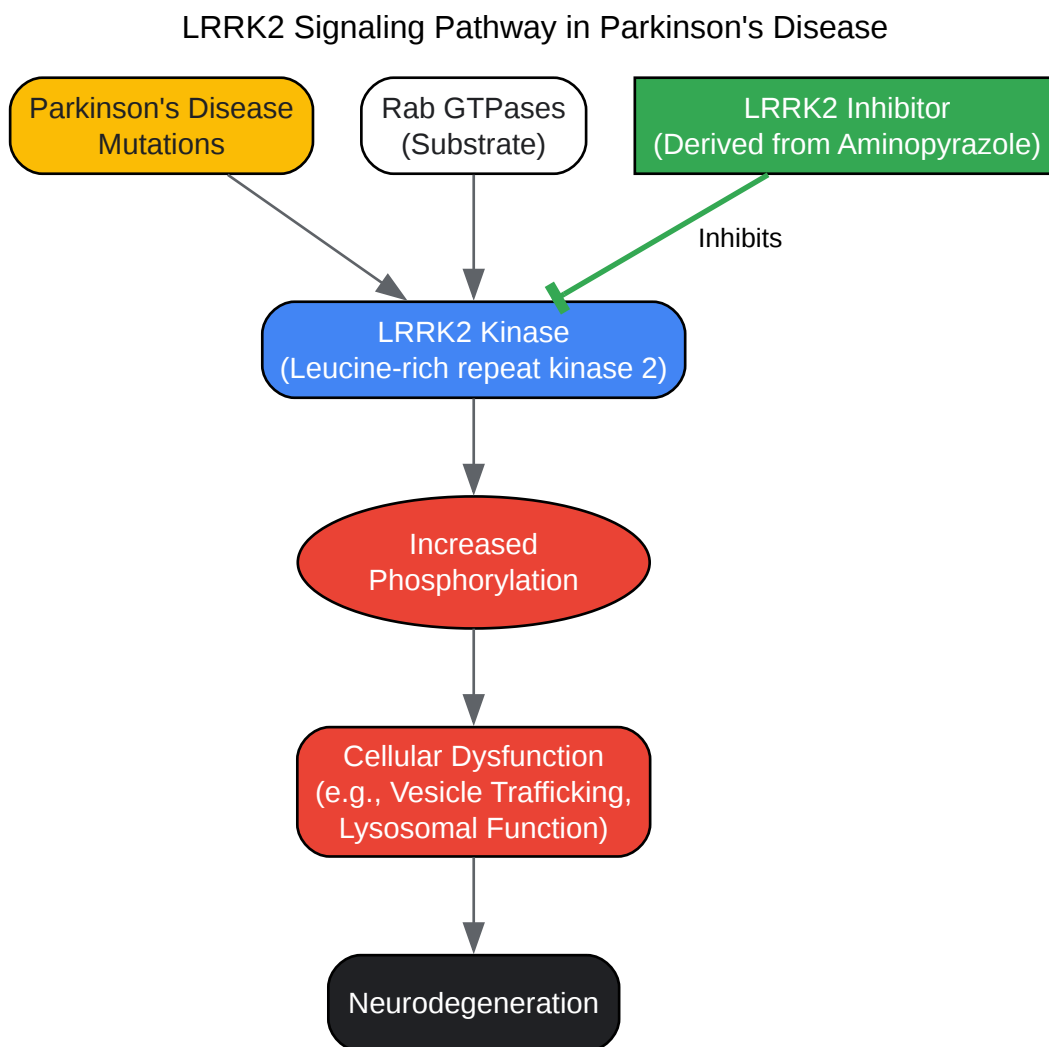 LRRK2 Signaling Pathway in Parkinson's Disease
Parkinson's Disease
Mutations
Rab GTPases
(Substrate)
LRRK2 Inhibitor
(Derived from Aminopyrazole)
Inhibits
LRRK2 Kinase
(Leucine-rich repeat kinase 2)
Increased
Phosphorylation
Cellular Dysfunction
(e.g., Vesicle Trafficking,
Lysosomal Function)
Neurodegeneration